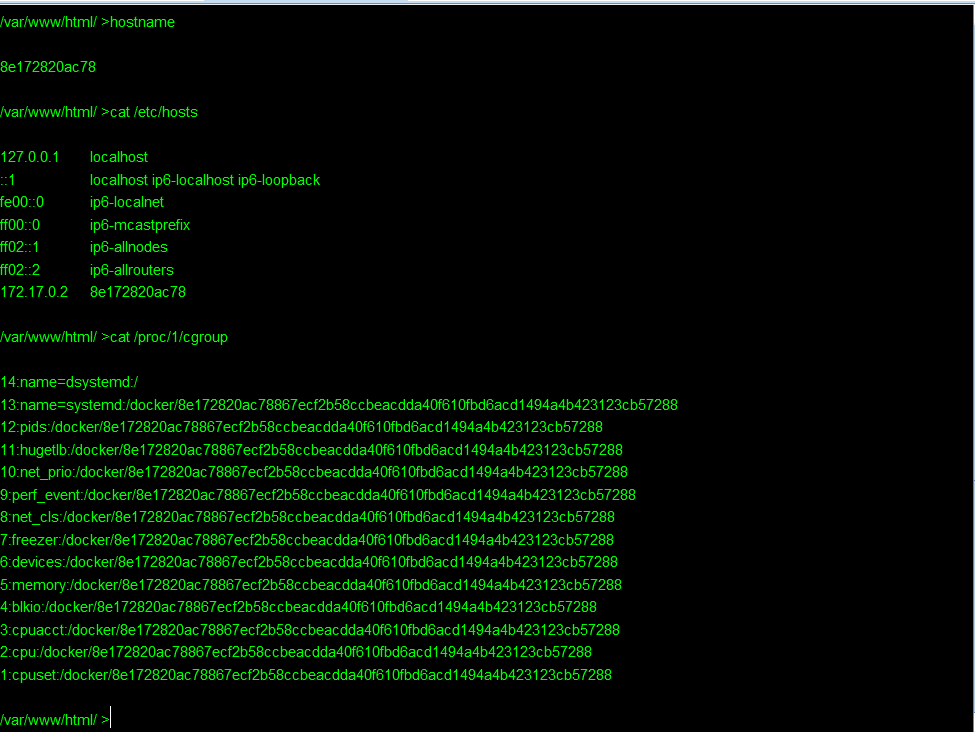 /var/www/html/ >hostname
8e172820ac78
/var/www/html/ >cat /etc/hosts
127.0.0.1 localhost
::1 localhost ip6-localhost ip6-loopback
fe00::0 ip6-localnet
ff00::0 ip6-mcastprefix
ff02::1 ip6-allnodes
ff02::2 ip6-allrouters
172.17.0.2 8e172820ac78
/var/www/html/ >cat /proc/1/cgroup
14:name=dsystemd:/
13:name=systemd:/docker/8e172820ac78867ecf2b58ccbeacdda40f610fbd6acd1494a4b423123cb57288
12:pids:/docker/8e172820ac78867ecf2b58ccbeacdda40f610fbd6acd1494a4b423123cb57288
11:hugetlb:/docker/8e172820ac78867ecf2b58ccbeacdda40f610fbd6acd1494a4b423123cb57288
10:net_prio:/docker/8e172820ac78867ecf2b58ccbeacdda40f610fbd6acd1494a4b423123cb57288
9:perf_event:/docker/8e172820ac78867ecf2b58ccbeacdda40f610fbd6acd1494a4b423123cb57288
8:net_cls:/docker/8e172820ac78867ecf2b58ccbeacdda40f610fbd6acd1494a4b423123cb57288
7:freezer:/docker/8e172820ac78867ecf2b58ccbeacdda40f610fbd6acd1494a4b423123cb57288
6:devices:/docker/8e172820ac78867ecf2b58ccbeacdda40f610fbd6acd1494a4b423123cb57288
5:memory:/docker/8e172820ac78867ecf2b58ccbeacdda40f610fbd6acd1494a4b423123cb57288
4:blkio:/docker/8e172820ac78867ecf2b58ccbeacdda40f610fbd6acd1494a4b423123cb57288
3:cpuacct:/docker/8e172820ac78867ecf2b58ccbeacdda40f610fbd6acd1494a4b423123cb57288
2:cpu:/docker/8e172820ac78867ecf2b58ccbeacdda40f610fbd6acd1494a4b423123cb57288
1:cpuset:/docker/8e172820ac78867ecf2b58ccbeacdda40f610fbd6acd1494a4b423123cb57288
/var/www/html/ >